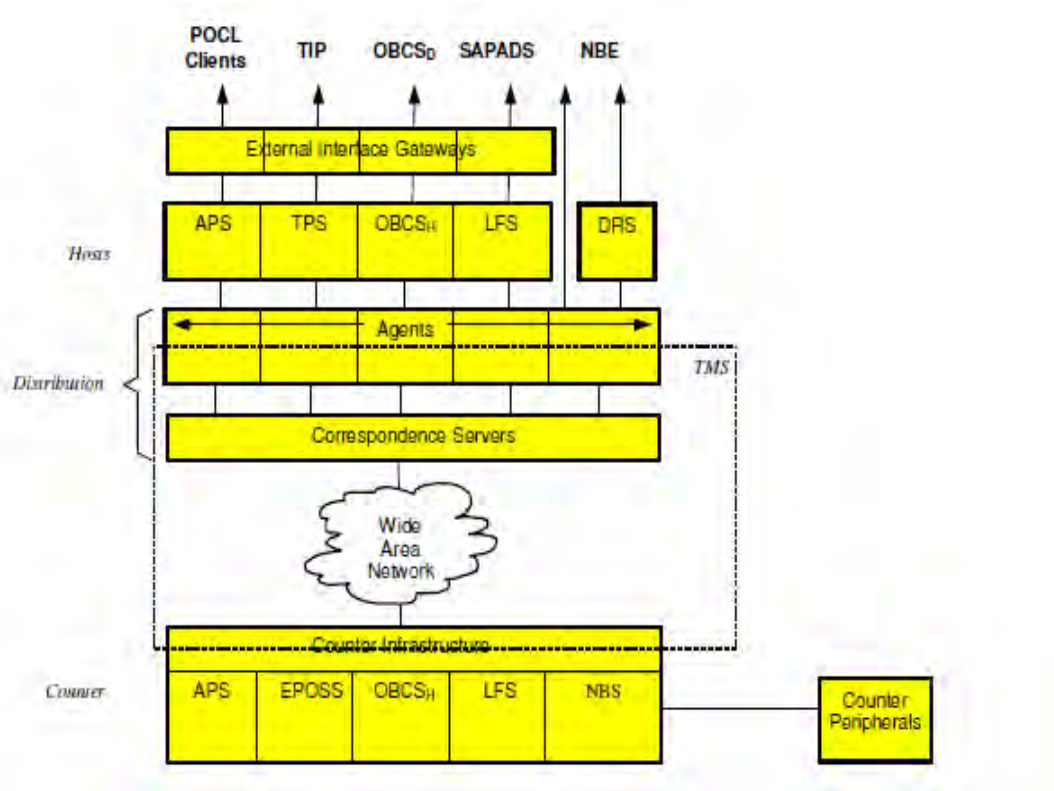 POCL
Clients
TIP
OBCSD
SAPADS
NBE
External Interface Gateways
APS
TPS
OBCSH
LFS
DRS
Hosts
Agents
TMS
Distribution
Correspondence Servers
Wide
Area
Network
Counter Infrastructure
Counter
APS
EPOSS
OBCSH
LFS
NBS
Counter
Peripherals